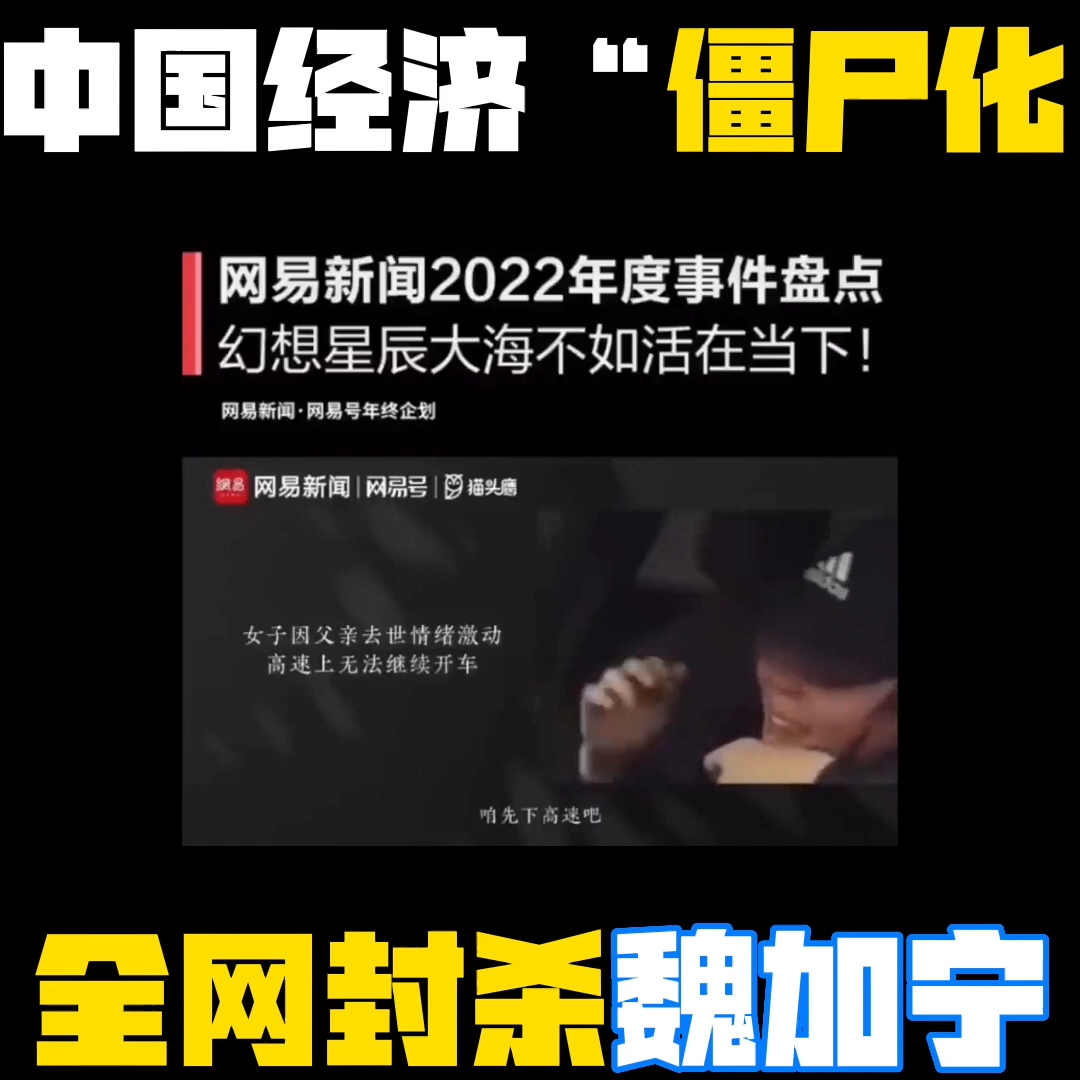 中国经济“僵尸化
网易新闻2022年度事件盘点
幻想星辰大海不如活在当下！
网易新闻·网易号年终企划
網易 网易新闻 | 网易号 | 猫头鹰
女子因父亲去世情绪激动
高速上无法继续开车
adidas
咱先下高速吧
全网封杀魏加宁